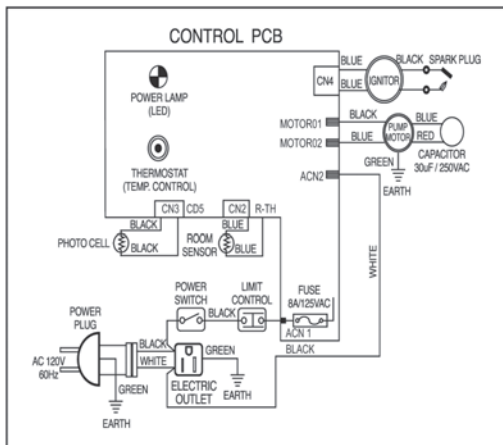 CONTROL PCB
POWER LAMP
(LED)
THERMOSTAT
(TEMP. CONTROL)
CN4
BLUE
BLUE
IGNITOR
BLACK
SPARK PLUG
MOTOR01
MOTOR02
BLACK
BLUE
PUMP
MOTOR
BLUE
RED
CAPACITOR
30uF / 250VAC
GREEN
EARTH
ACN2
WHITE
CN3
CD5
CN2
R-TH
BLACK
BLACK
PHOTO CELL
BLUE
BLUE
ROOM
SENSOR
POWER
SWITCH
BLACK
LIMIT
CONTROL
FUSE
8A/125VAC
ACN 1
BLACK
POWER
PLUG
AC 120V
60Hz
BLACK
WHITE
GREEN
EARTH
ELECTRIC
OUTLET
GREEN
EARTH